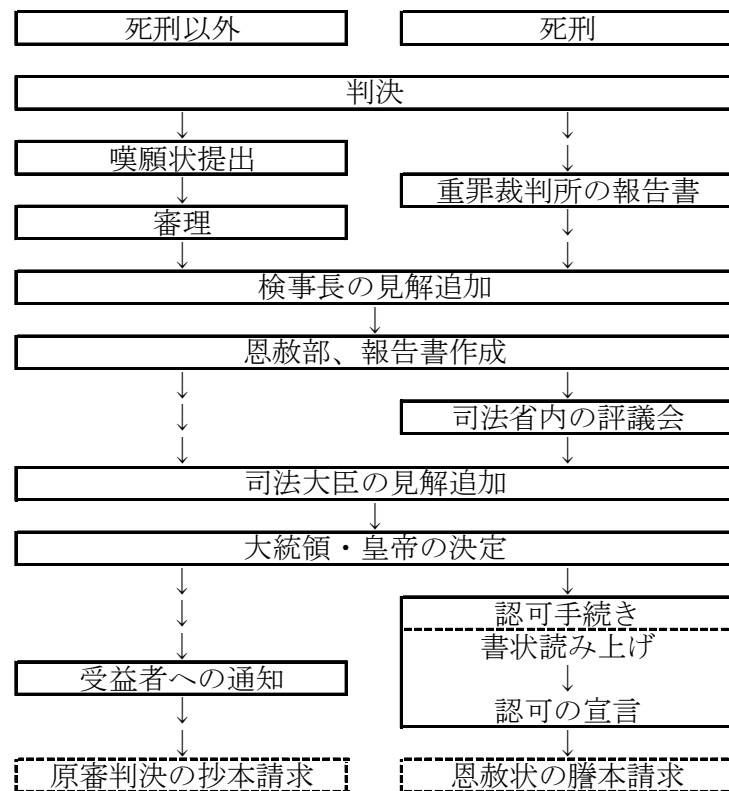 死刑以外
死刑
判決
↓ ↓
嘆願状提出
↓
↓
重罪裁判所の報告書
審理
↓
↓ ↓
検事長の見解追加
↓
恩赦部、報告書作成
↓ ↓
↓
司法省内の評議会
↓ ↓
司法大臣の見解追加
↓
大統領・皇帝の決定
↓ ↓
↓
認可手続き
↓
書状読み上げ
受益者への通知
↓
↓
認可の宣言
↓ ↓
原審判決の抄本請求
恩赦状の謄本請求